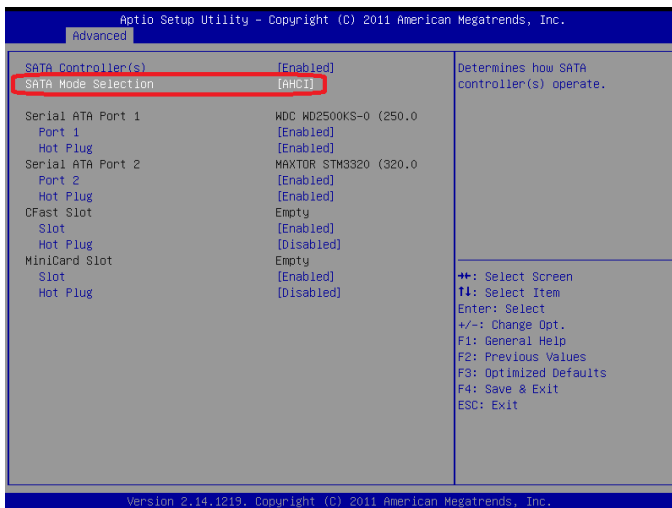 Aptio Setup Utility – Copyright (C) 2011 American Megatrends, Inc.
Advanced
SATA Controller(s) [Enabled]
SATA Mode Selection [AHCI]
Serial ATA Port 1 WDC WD2500KS-0 (250.0
Port 1 [Enabled]
Hot Plug [Enabled]
Serial ATA Port 2 MAXTOR STM3320 (320.0
Port 2 [Enabled]
Hot Plug [Enabled]
CFast Slot Empty
Slot [Enabled]
Hot Plug [Disabled]
MiniCard Slot Empty
Slot [Enabled]
Hot Plug [Disabled]
Determines how SATA
controller(s) operate.
→←: Select Screen
↑↓: Select Item
Enter: Select
+/-: Change Opt.
F1: General Help
F2: Previous Values
F3: Optimized Defaults
F4: Save & Exit
ESC: Exit
Version 2.14.1219. Copyright (C) 2011 American Megatrends, Inc.